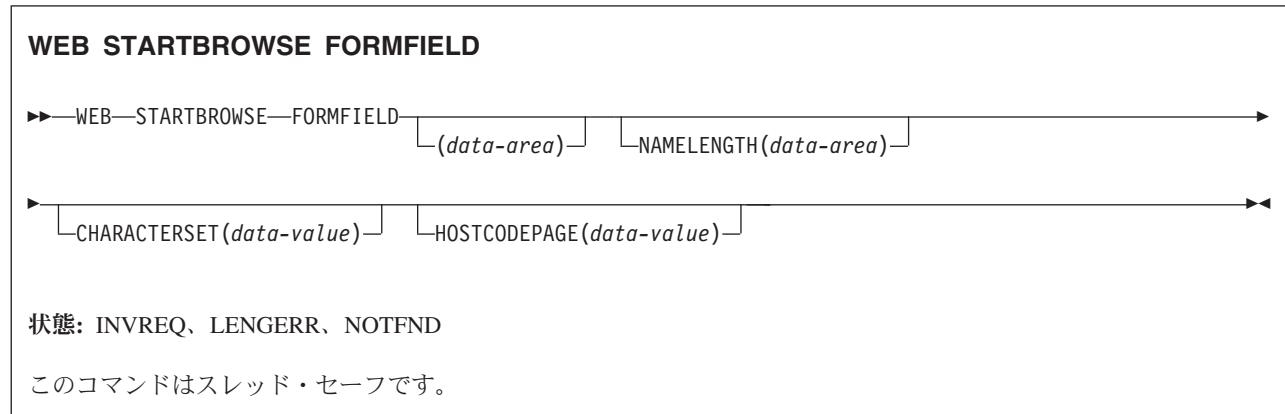 WEB STARTBROWSE FORMFIELD
WEB STARTBROWSE FORMFIELD (data-area) NAMELENGTH(data-area)
CHARACTERSET(data-value) HOSTCODEPAGE(data-value)
状態: INVREQ、LENGERR、NOTFND
このコマンドはスレッド・セーフです。